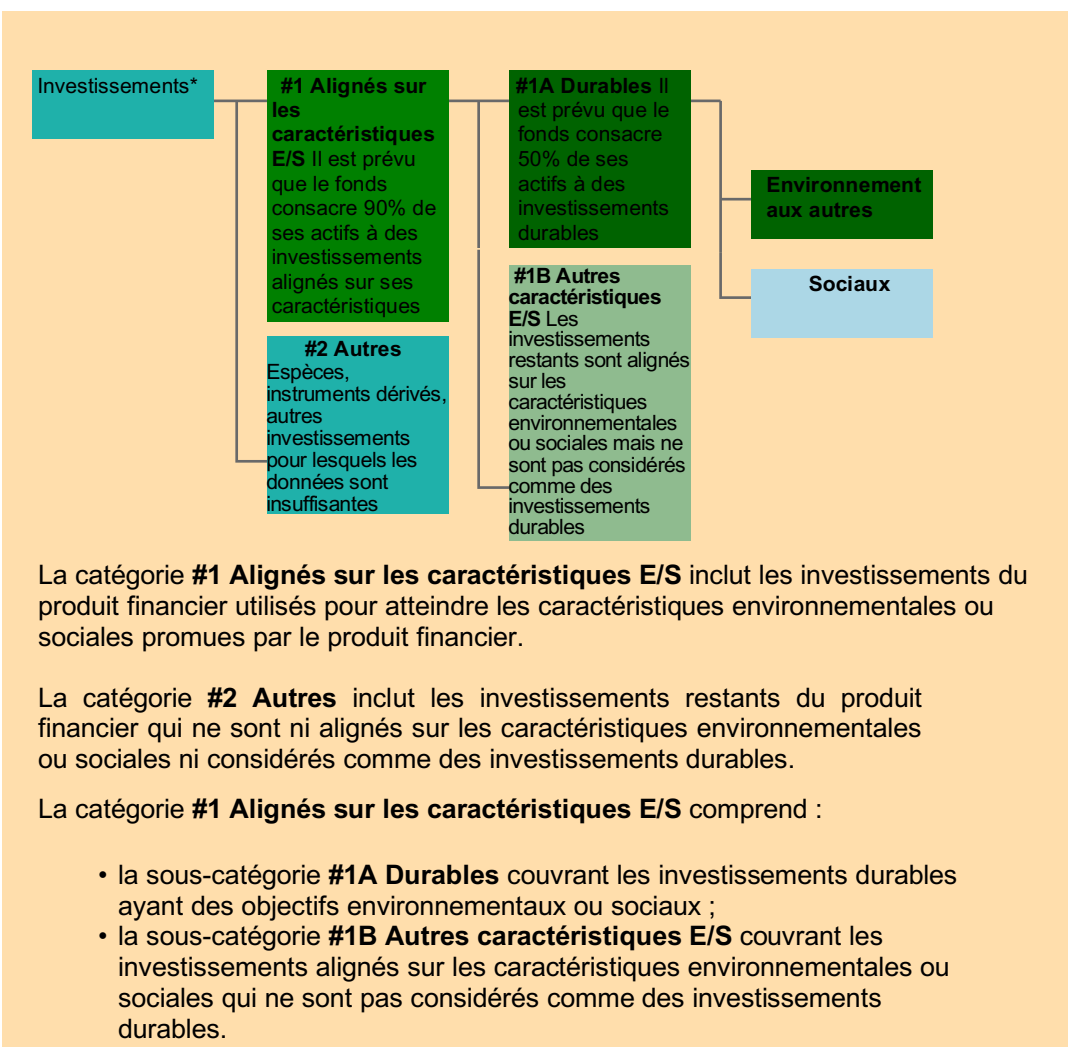 Investissements*
#1 Alignés sur
les
caractéristiques
E/S Il est prévu
que le fonds
consacre 90% de
ses actifs à des
investissements
alignés sur ses
caractéristiques
#2 Autres
Espèces,
instruments dérivés,
autres
investissements
pour lesquels les
données sont
insuffisantes
#1A Durables Il
est prévu que le
fonds consacre
50% de ses
actifs à des
investissements
durables
#1B Autres
caractéristiques
E/S Les
investissements
restants sont alignés
sur les
caractéristiques
environnementales
ou sociales mais ne
sont pas considérés
comme des
investissements
durables
Environnement
aux autres
Sociaux
La catégorie #1 Alignés sur les caractéristiques E/S inclut les investissements du
produit financier utilisés pour atteindre les caractéristiques environnementales ou
sociales promues par le produit financier.
La catégorie #2 Autres inclut les investissements restants du produit
financier qui ne sont ni alignés sur les caractéristiques environnementales
ou sociales ni considérés comme des investissements durables.
La catégorie #1 Alignés sur les caractéristiques E/S comprend :
• la sous-catégorie #1A Durables couvrant les investissements durables
ayant des objectifs environnementaux ou sociaux ;
• la sous-catégorie #1B Autres caractéristiques E/S couvrant les
investissements alignés sur les caractéristiques environnementales ou
sociales qui ne sont pas considérés comme des investissements
durables.